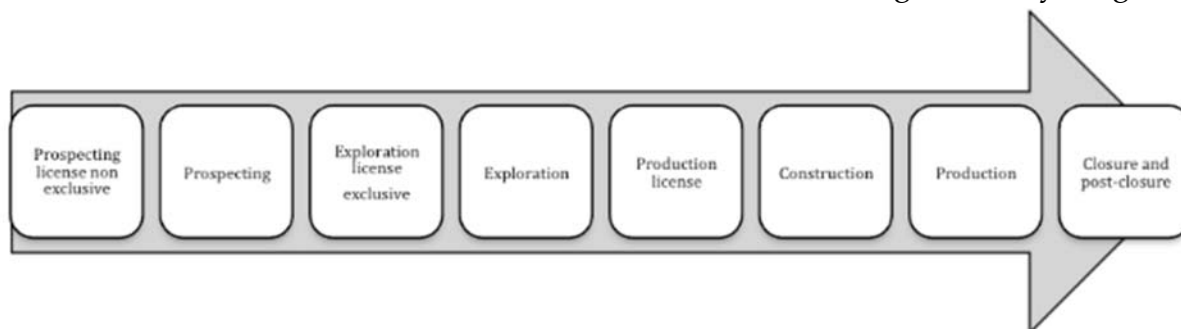 Prospecting
license non
exclusive
Prospecting
Exploration
license
exclusive
Exploration
Production
license
Construction
Production
Closure and
post-closure